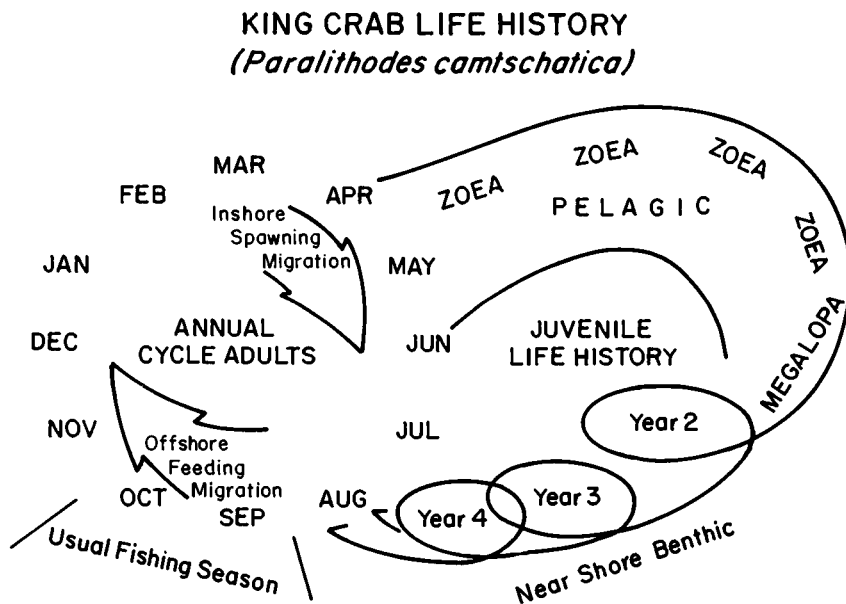 KING CRAB LIFE HISTORY
(Paralithodes camtschatica)
MAR
FEB
APR
JAN
DEC
NOV
OCT
SEP
AUG
JUL
JUN
MAY
Inshore
Spawning
Migration
ANNUAL
CYCLE ADULTS
Offshore
Feeding
Migration
Usual Fishing Season
ZOEA
ZOEA
ZOEA
ZOEA
MEGALOPA
PELAGIC
JUVENILE
LIFE HISTORY
Year 2
Year 3
Year 4
Near Shore Benthic